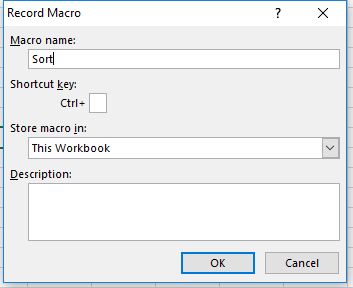 Record Macro ? ×
Macro name:
Sort
Shortcut key:
Ctrl+
Store macro in:
This Workbook
Description:
OK Cancel